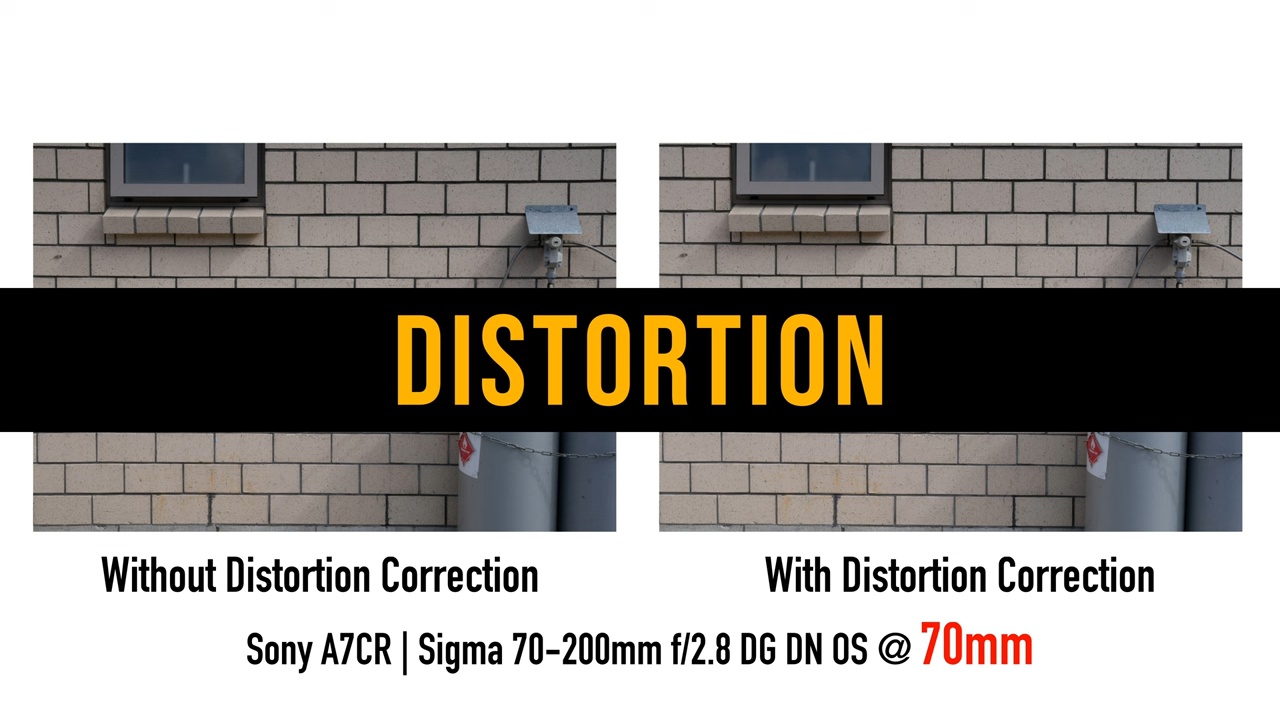 DISTORTION
Without Distortion Correction
With Distortion Correction
Sony A7CR | Sigma 70-200mm f/2.8 DG DN OS @ 70mm